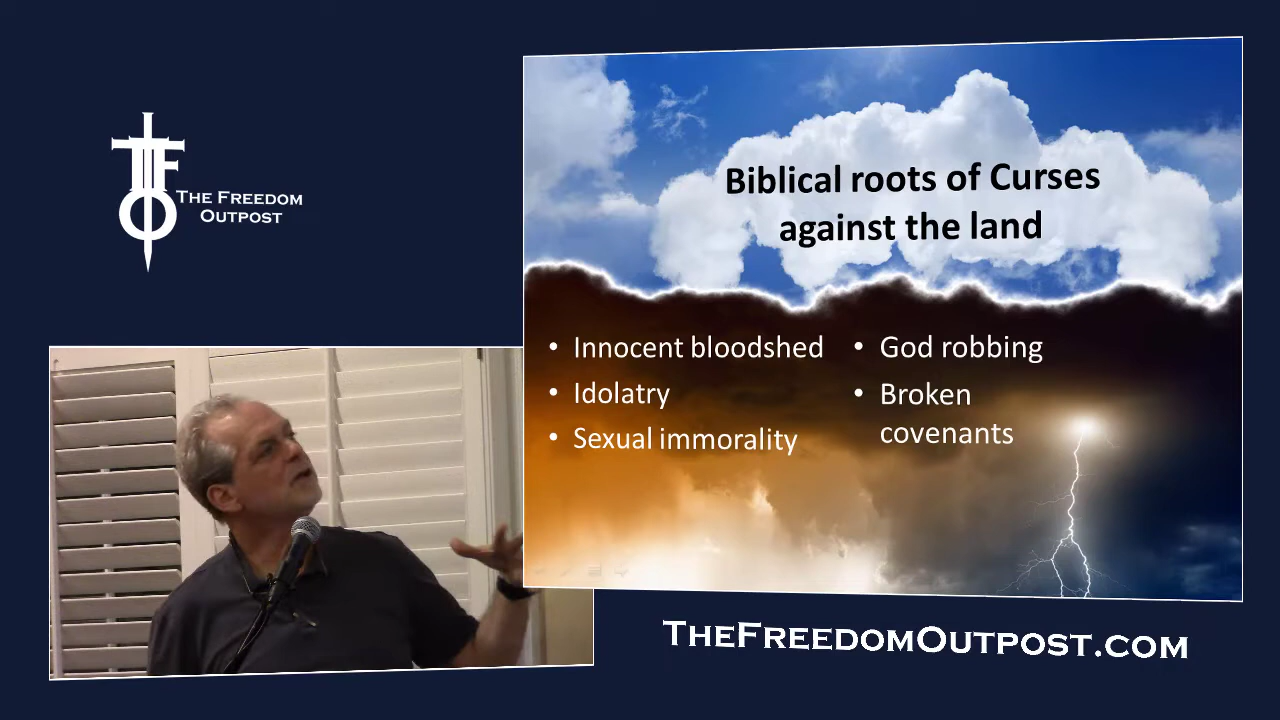 The Freedom
Outpost
Biblical roots of Curses
against the land
• Innocent bloodshed
• Idolatry
• Sexual immorality
• God robbing
• Broken
covenants
TheFreedomOutpost.com